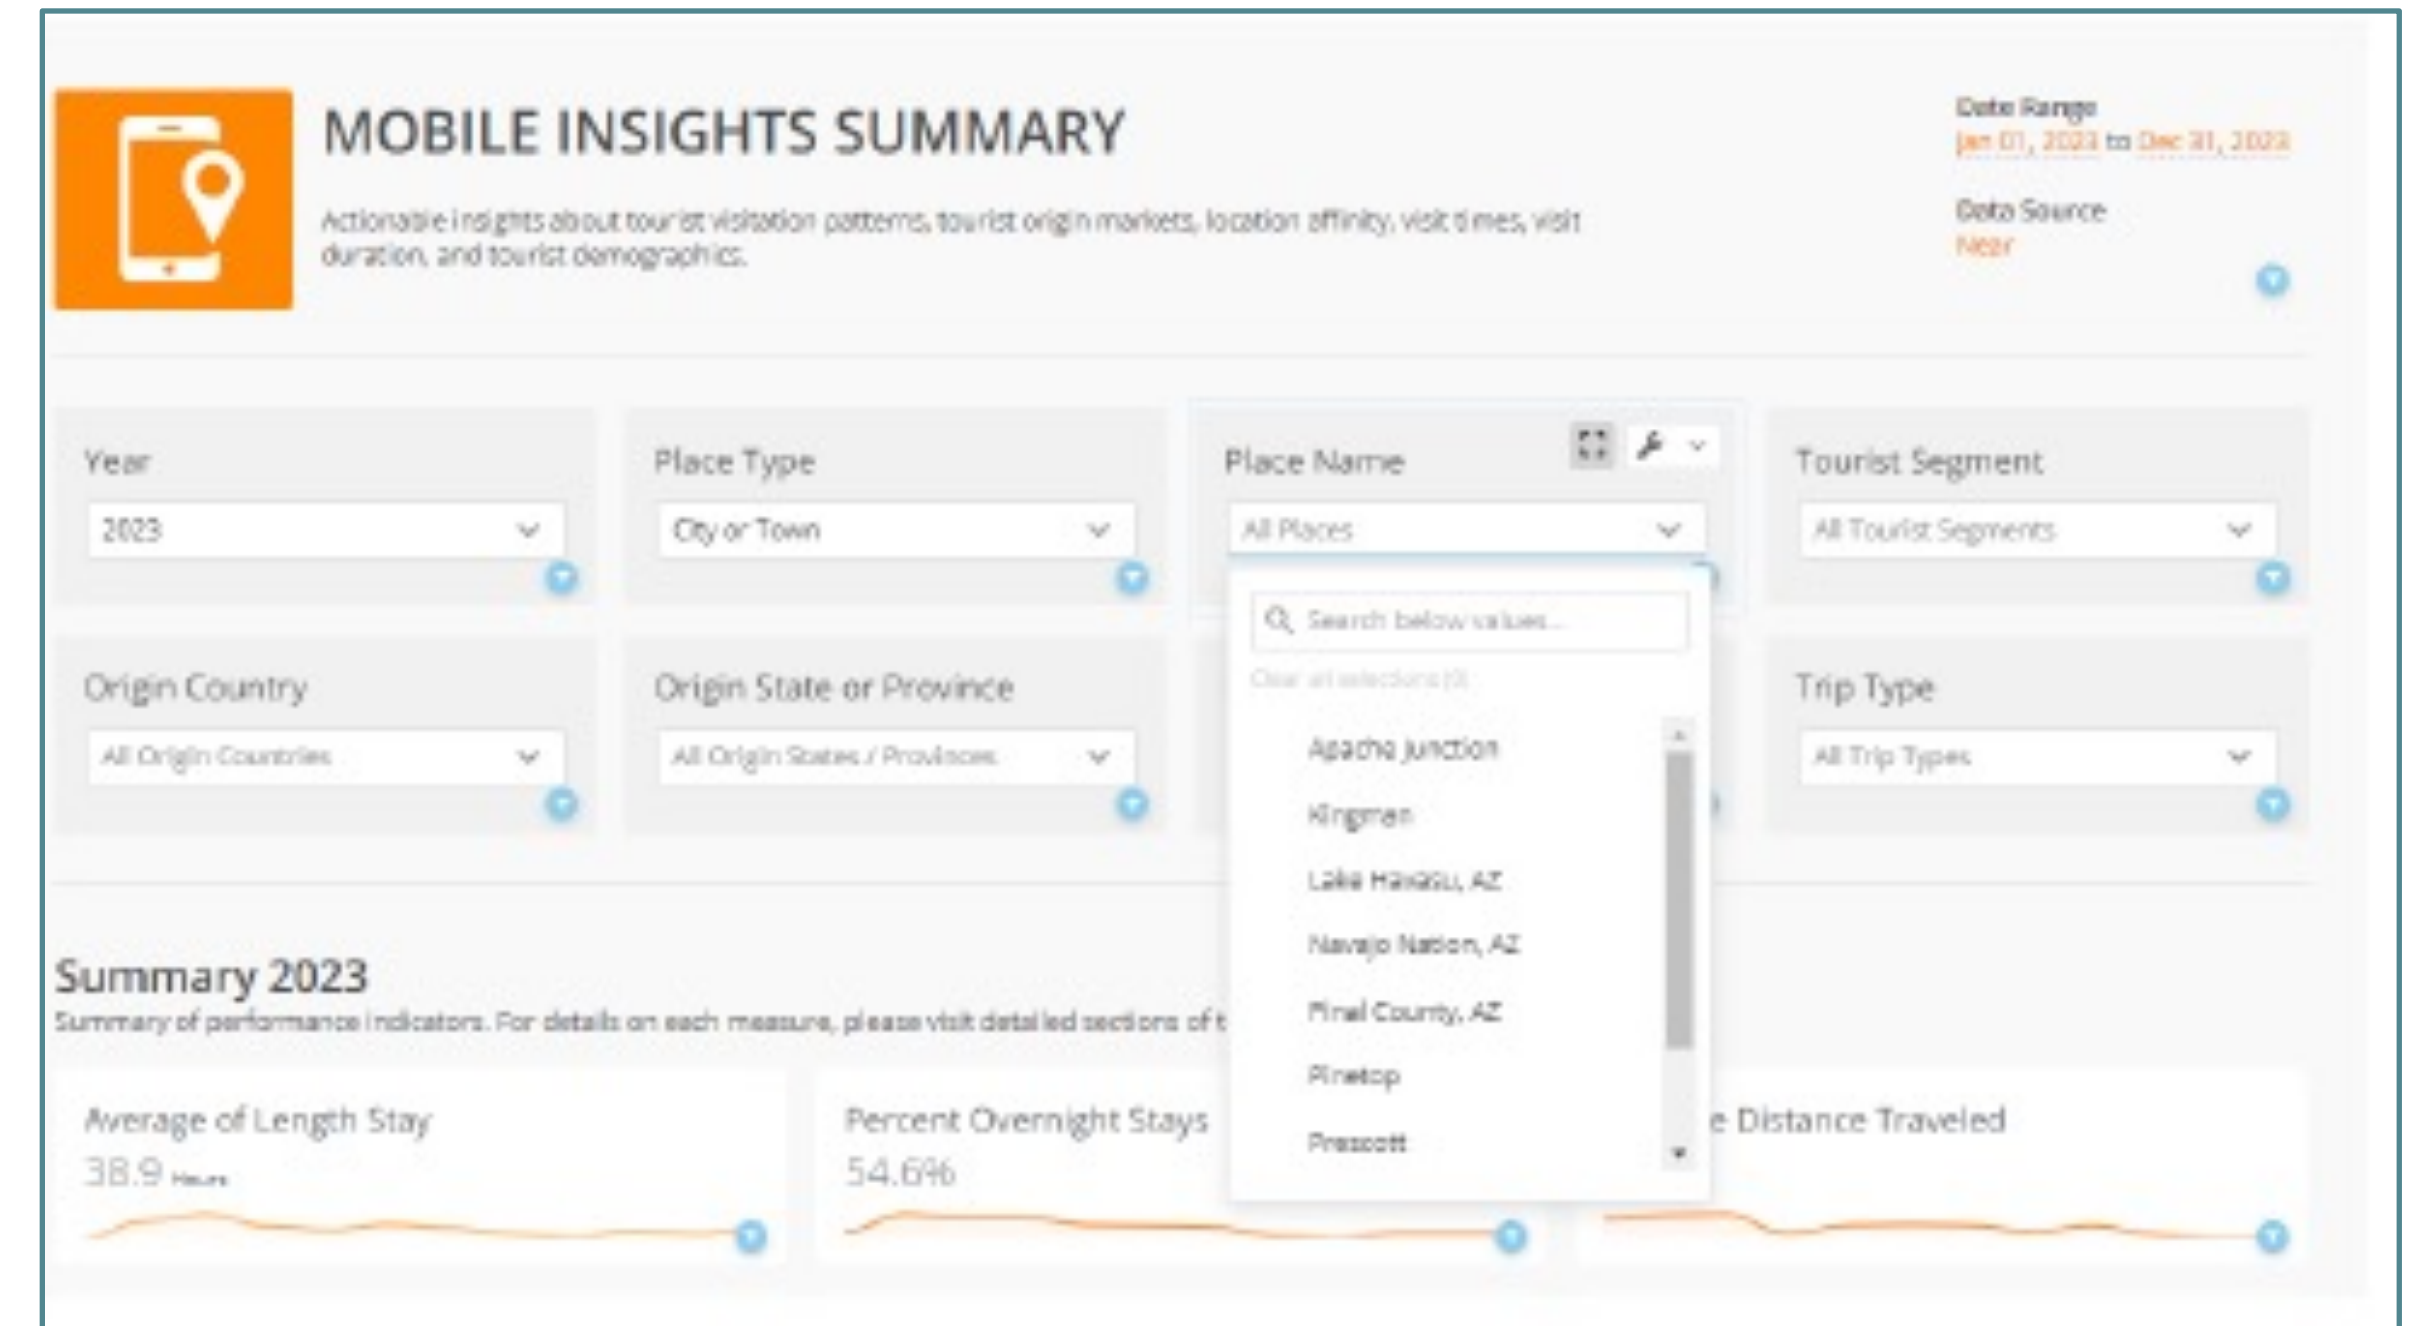 MOBILE INSIGHTS SUMMARY
Actionable insights about tourist visitation patterns, tourist origin markets, location affinity, visit times, visit
duration, and tourist demographics.
Date Range
Jan 01, 2023 to Dec 31, 2023
Data Source
Near
Year
2023
Place Type
City or Town
Place Name
All Places
Tourist Segment
All Tourist Segments
Search below values...
Clear all selections (0)
Apache Junction
Kingman
Lake Havasu, AZ
Navajo Nation, AZ
Pinal County, AZ
Pinetop
Prescott
Origin Country
All Origin Countries
Origin State or Province
All Origin States / Provinces
Trip Type
All Trip Types
Summary 2023
Summary of performance indicators. For details on each measure, please visit detailed sections of t
Average of Length Stay
38.9 Hours
Percent Overnight Stays
54.6%
e Distance Traveled